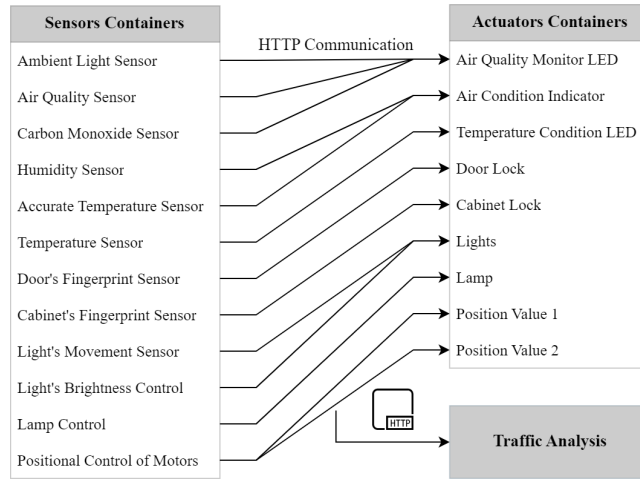 Sensors Containers
Ambient Light Sensor
Air Quality Sensor
Carbon Monoxide Sensor
Humidity Sensor
Accurate Temperature Sensor
Temperature Sensor
Door's Fingerprint Sensor
Cabinet's Fingerprint Sensor
Light's Movement Sensor
Light's Brightness Control
Lamp Control
Positional Control of Motors
HTTP Communication
Actuators Containers
Air Quality Monitor LED
Air Condition Indicator
Temperature Condition LED
Door Lock
Cabinet Lock
Lights
Lamp
Position Value 1
Position Value 2
HTTP
Traffic Analysis